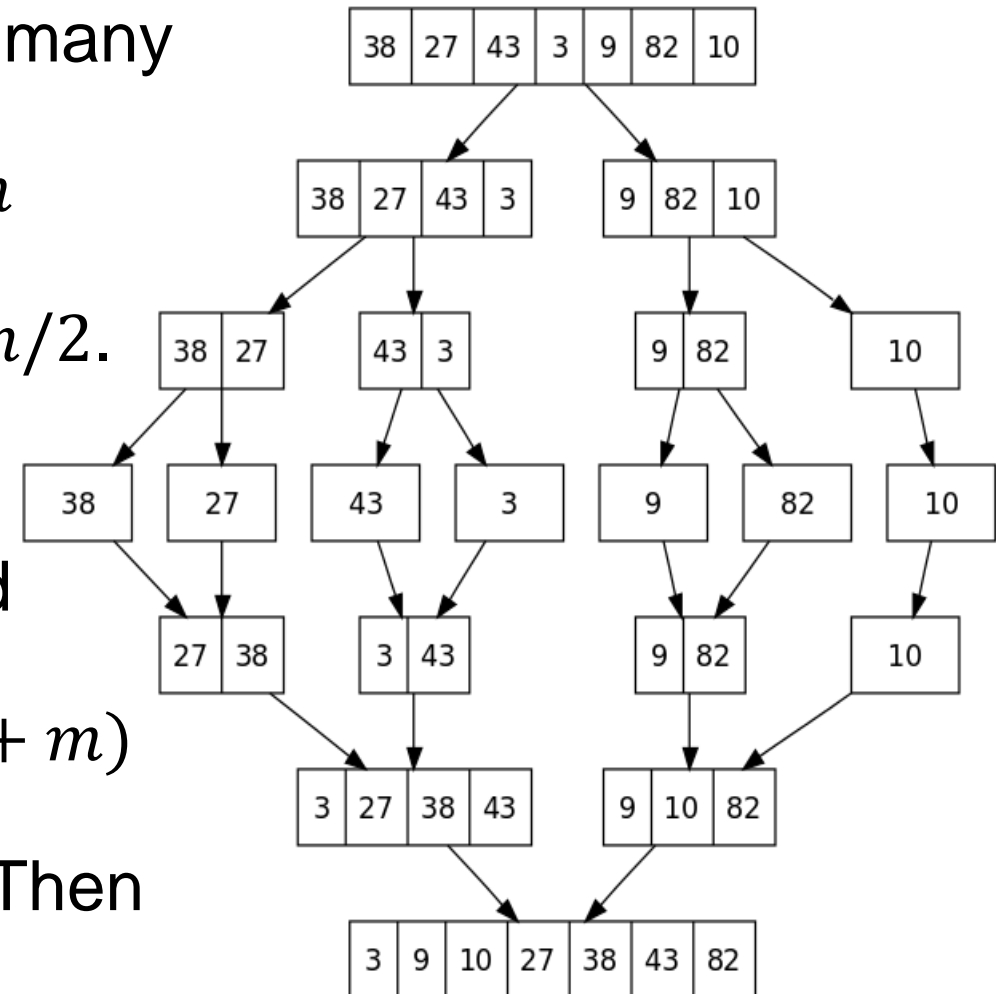 many
38 27 43 3 9 82 10
38 27 43 3 9 82 10
n/2.
38 27 43 3 9 82 10
38 27 43 3 9 82 10
27 38 3 43 9 82 10
+ m)
3 27 38 43 9 10 82
Then
3 9 10 27 38 43 82